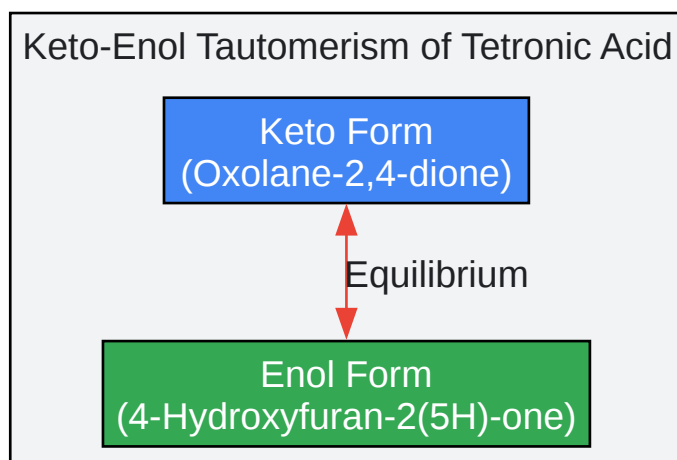 Keto-Enol Tautomerism of Tetronic Acid
Keto Form
(Oxolane-2,4-dione)
Equilibrium
Enol Form
(4-Hydroxyfuran-2(5H)-one)